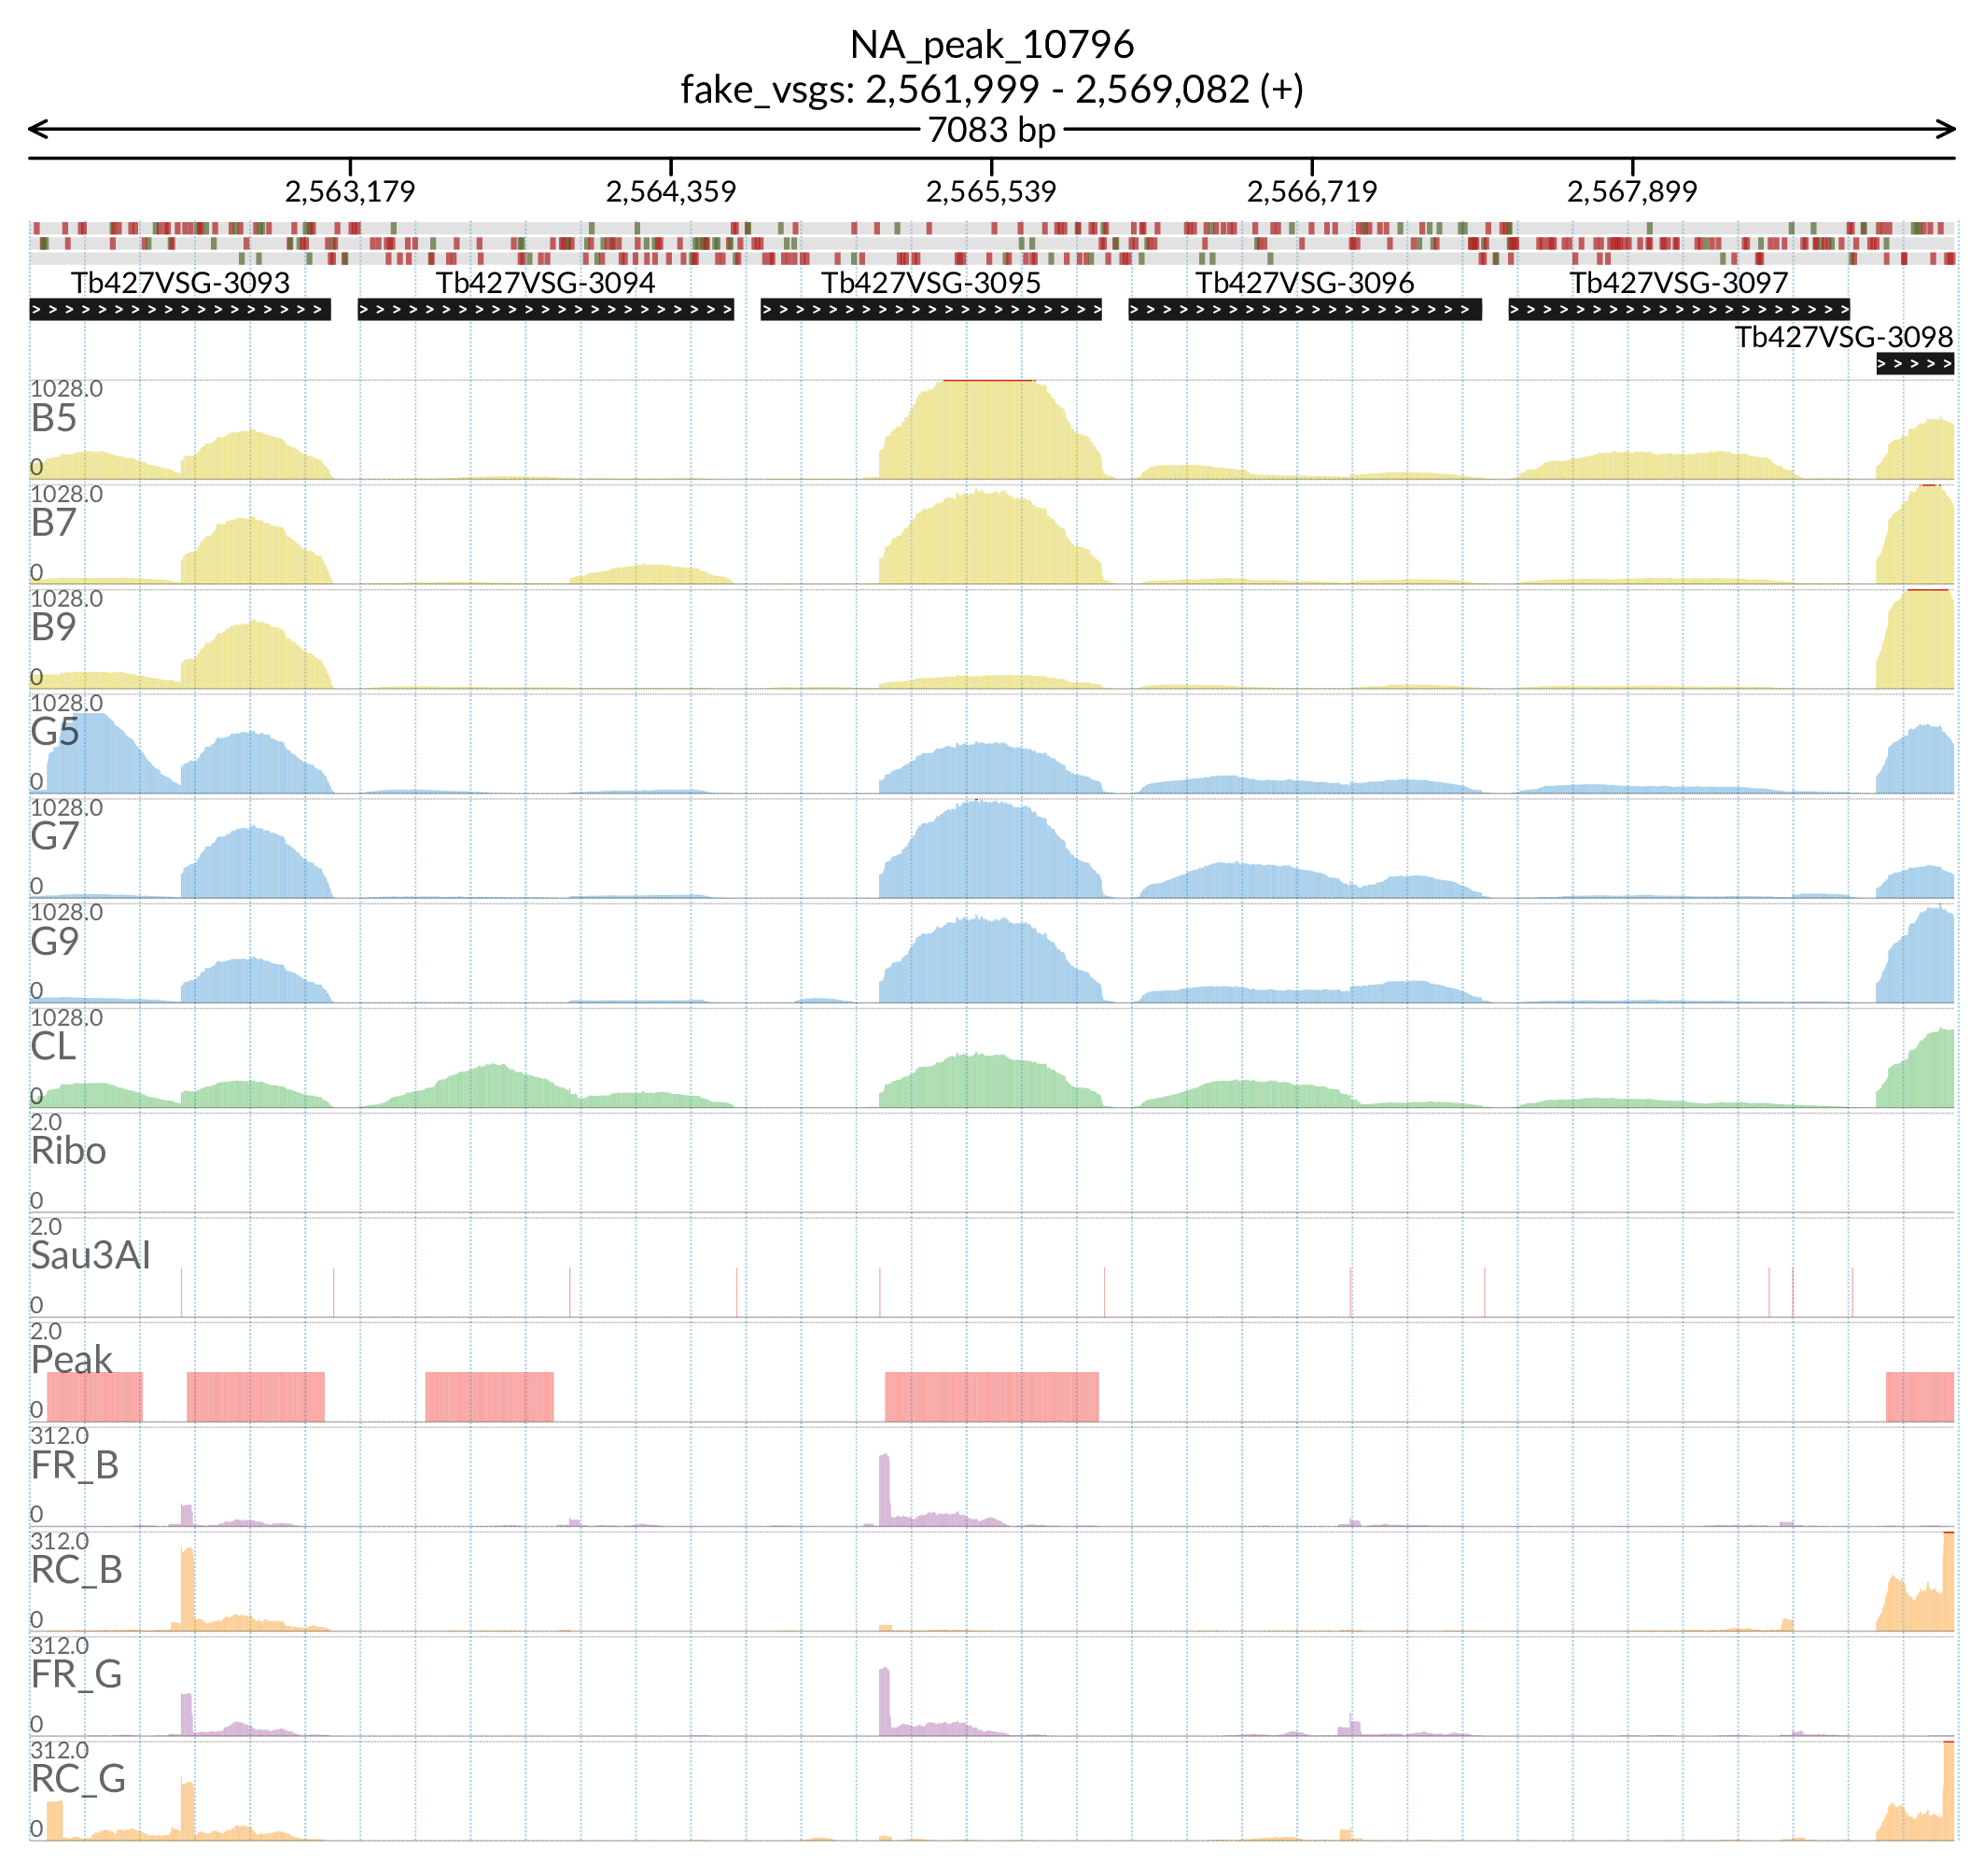 NA_peak_10796
fake_vsgs: 2,561,999 - 2,569,082 (+)
7083 bp
2,563,179 2,564,359 2,565,539 2,566,719 2,567,899
Tb427VSG-3093 Tb427VSG-3094 Tb427VSG-3095 Tb427VSG-3096 Tb427VSG-3097
Tb427VSG-3098
1028.0
B5
0
1028.0
B7
0
1028.0
B9
0
1028.0
G5
0
1028.0
G7
0
1028.0
G9
0
1028.0
CL
0
2.0
Ribo
0
2.0
Sau3AI
0
2.0
Peak
0
312.0
FR_B
0
312.0
RC_B
0
312.0
FR_G
0
312.0
RC_G
0